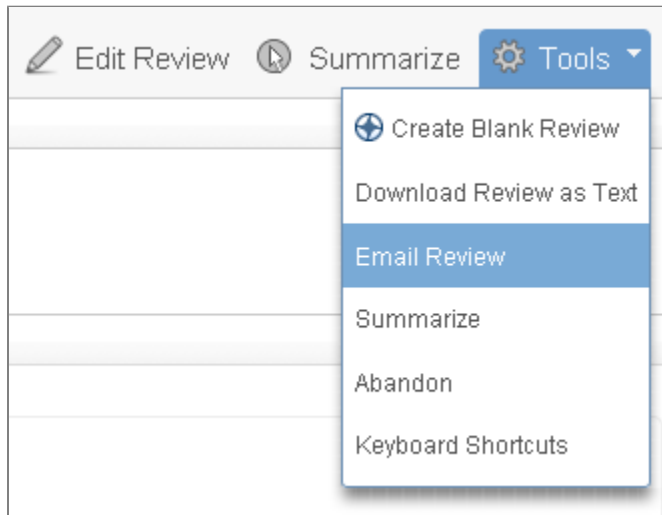 Edit Review Summarize Tools
Create Blank Review
Download Review as Text
Email Review
Summarize
Abandon
Keyboard Shortcuts